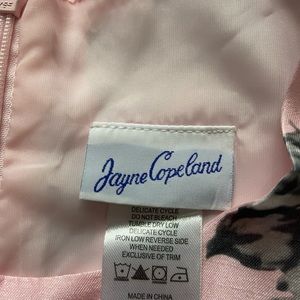 Jayne Copeland
DELICATE CYCLE
DO NOT BLEACH
TUMBLE DRY LOW
DELICATE CYCLE
IRON LOW REVERSE SIDE
WHEN NEEDED
EXCLUSIVE OF TRIM
MADE IN CHINA